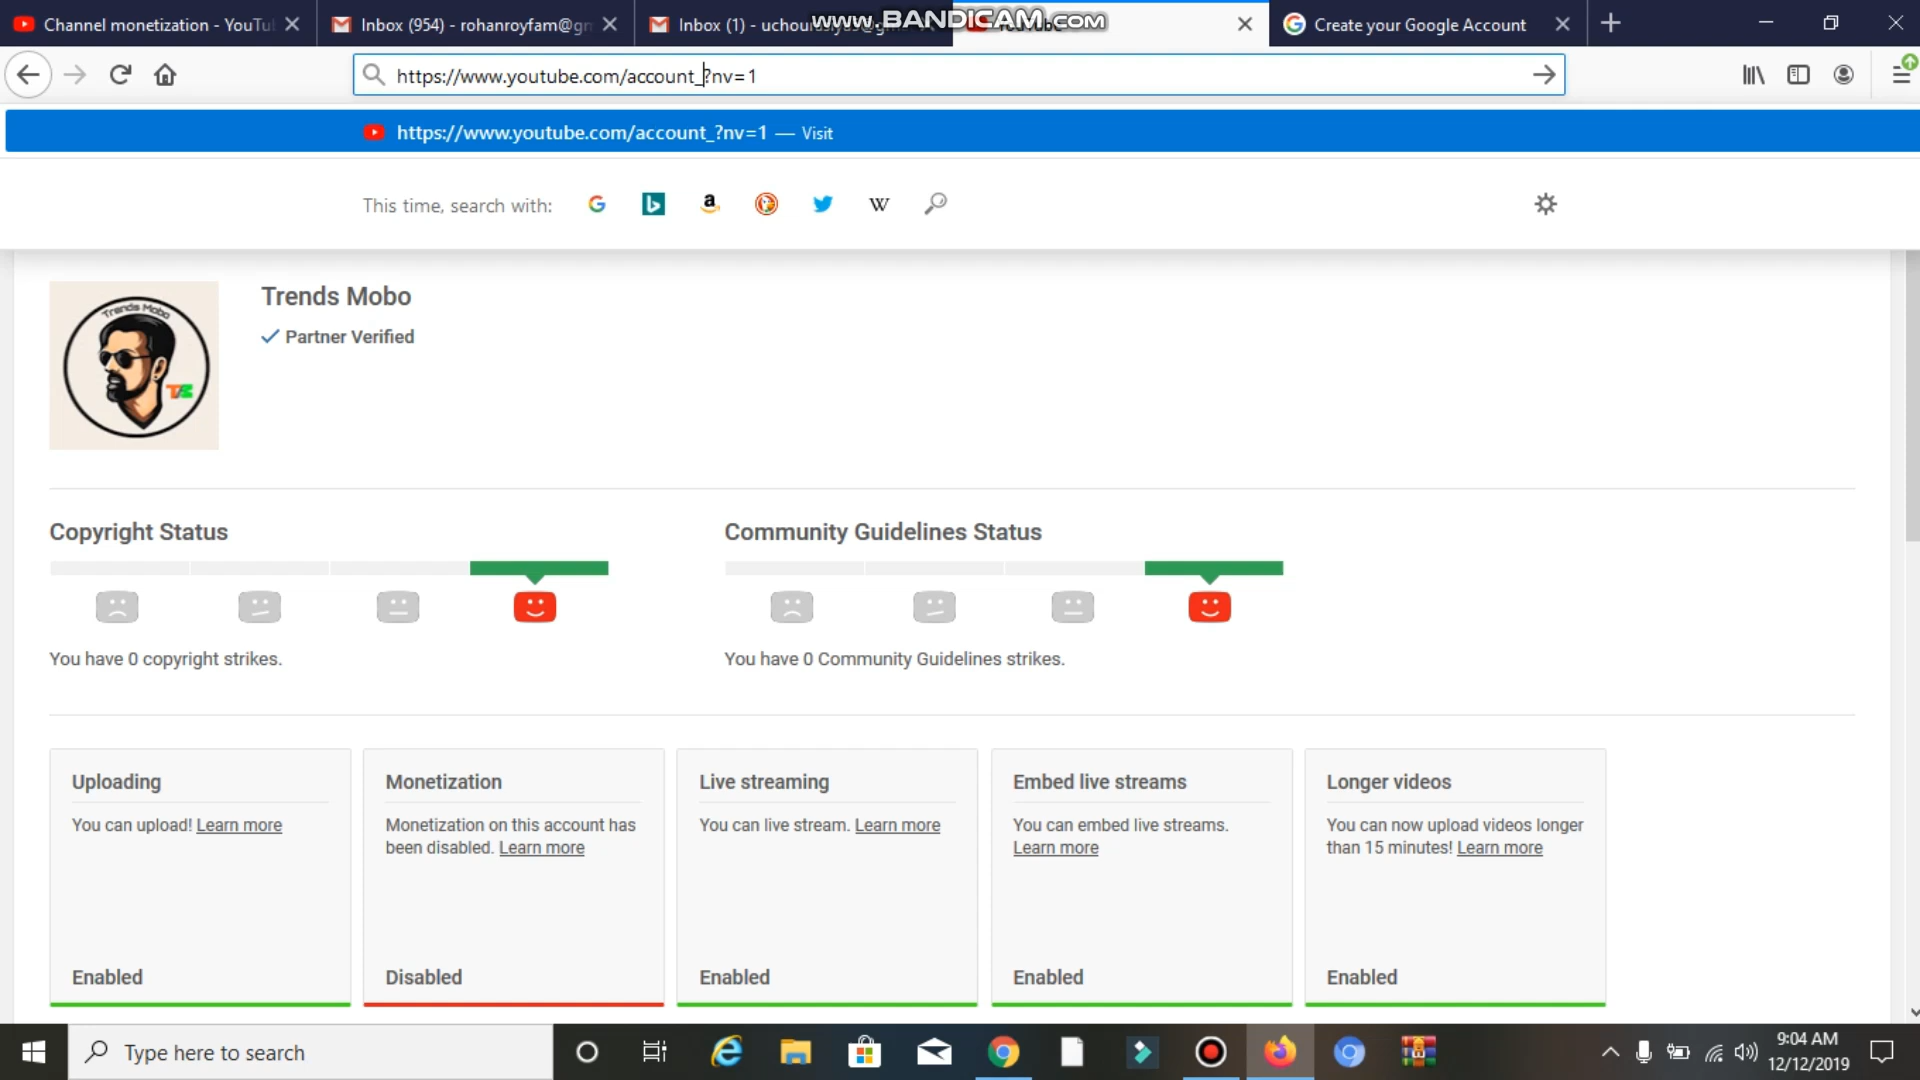 Channel monetization - YouTu
Inbox (954) - rohanroyfam@gm
Inbox (1) -
www.BANDICAM.com
Create your Google Account
https://www.youtube.com/account_?nv=1
https://www.youtube.com/account_?nv=1 — Visit
This time, search with:
Trends Mobo
Trends Mobo
Partner Verified
Copyright Status
Community Guidelines Status
You have 0 copyright strikes.
You have 0 Community Guidelines strikes.
Uploading
You can upload! Learn more
Enabled
Monetization
Monetization on this account has
been disabled. Learn more
Disabled
Live streaming
You can live stream. Learn more
Enabled
Embed live streams
You can embed live streams.
Learn more
Enabled
Longer videos
You can now upload videos longer
than 15 minutes! Learn more
Enabled
Type here to search
9:04 AM
12/12/2019